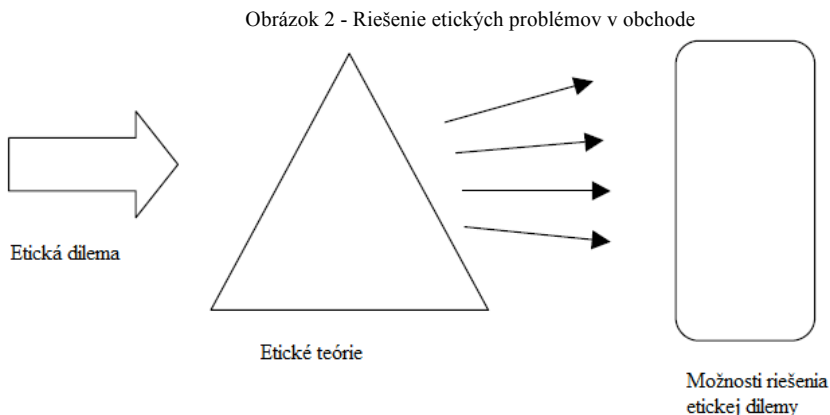 Obrázok 2 - Riešenie etických problémov v obchode
Etická dilema
Etické teórie
Možnosti riešenia
etickej dilemy